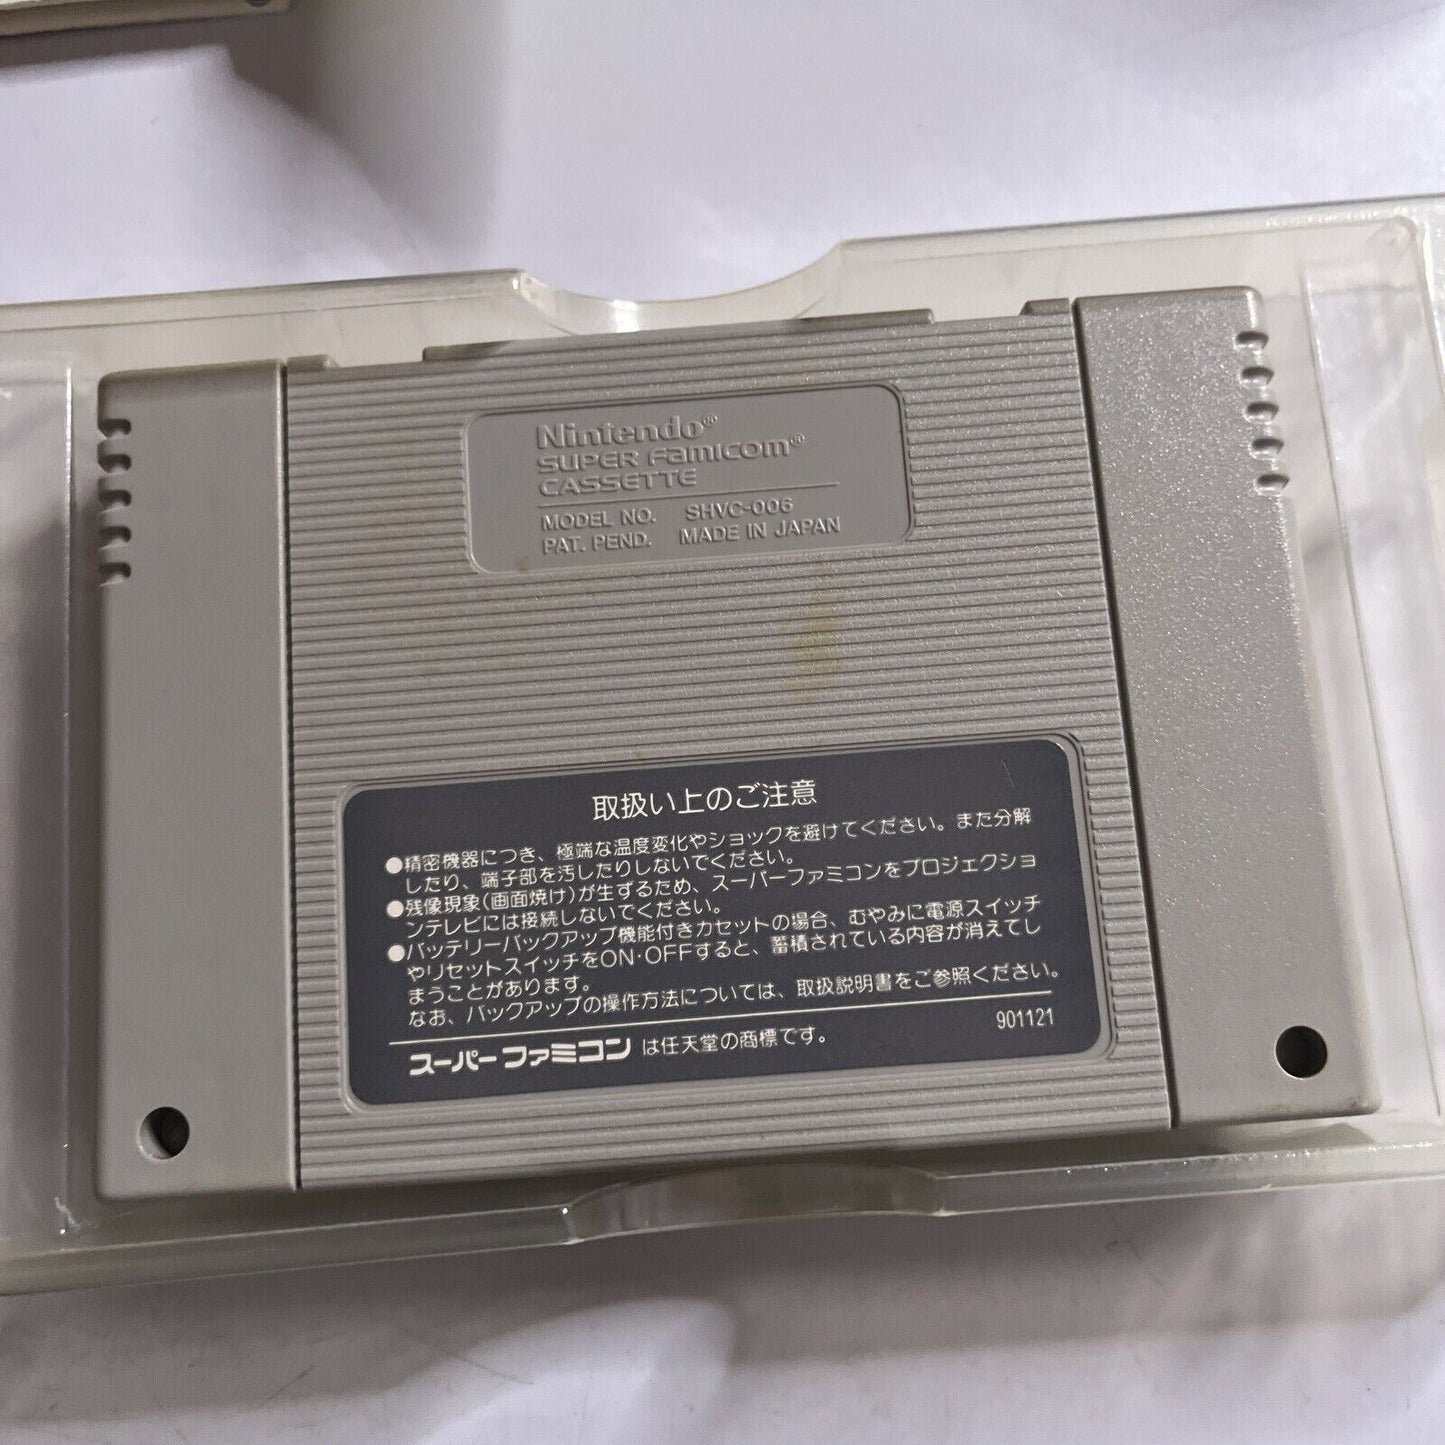 Nintendo®
SUPER FAMICOM®
CASSETTE
MODEL NO. SHVC-006
PAT. PEND. MADE IN JAPAN
取扱い上のご注意
●精密機器につき、極端な温度変化やショックを避けてください。また分解
したり、端子部を汚したりしないでください。
●残像現象(画面焼け)が生ずるため、スーパーファミコンをプロジェクショ
ンテレビには接続しないでください。
●バッテリーバックアップ機能付きカセットの場合、むやみに電源スイッチ
やリセットスイッチをON・OFFすると、蓄積されている内容が消えてし
まうことがあります。
なお、バックアップの操作方法については、取扱説明書をご参照ください。
スーパーファミコン は任天堂の商標です。 901121